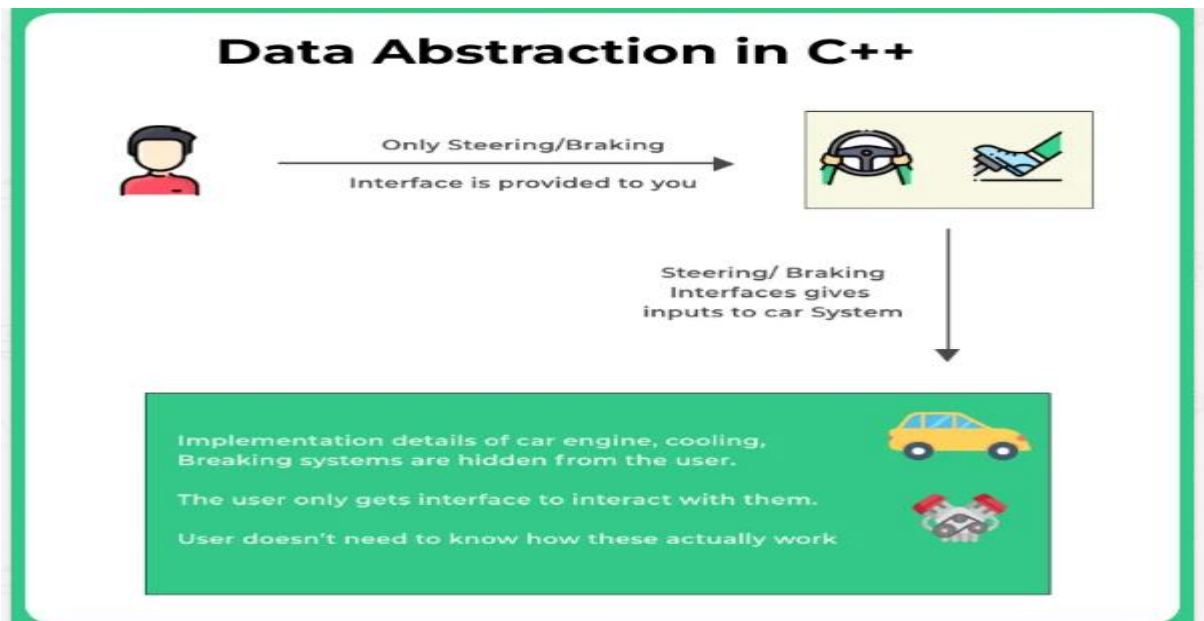 Data Abstraction in C++
Only Steering/Braking
Interface is provided to you
Steering/ Braking
Interfaces gives
inputs to car System
Implementation details of car engine, cooling,
Breaking systems are hidden from the user.
The user only gets interface to interact with them.
User doesn't need to know how these actually work